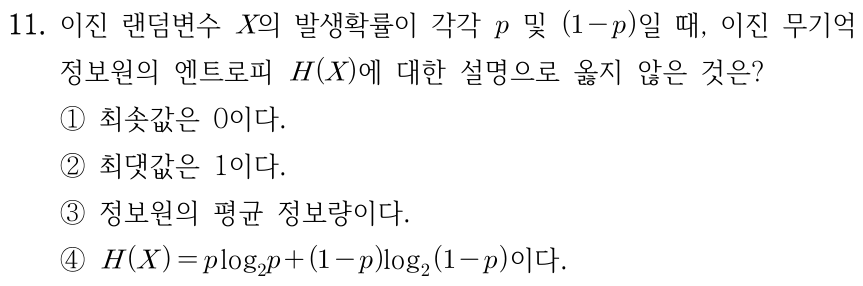 11. 이진 랜덤변수 X의 발생확률이 각각 p 및 (1−p)일 때, 이진 무기억
정보원의 엔트로피 H(X)에 대한 설명으로 옳지 않은 것은?
① 최솟값은 0이다.
② 최댓값은 1이다.
③ 정보원의 평균 정보량이다.
④ H(X)=plog₂p+(1−p)log₂(1−p)이다.